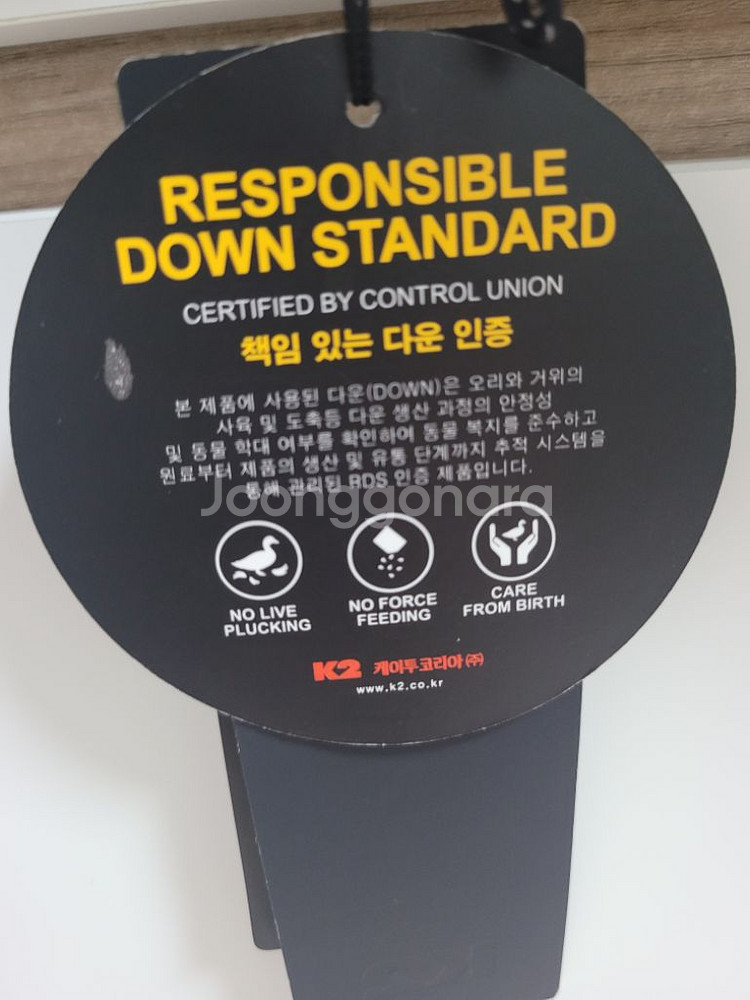 RESPONSIBLE
DOWN STANDARD
CERTIFIED BY CONTROL UNION
책임 있는 다운 인증
본 제품에 사용된 다운(DOWN)은 오리와 거위의
사육 및 도축등 다운 생산 과정의 안정성
및 동물 학대 여부를 확인하여 동물 복지를 준수하고
원료부터 제품의 생산 및 유통 단계까지 추적 시스템을
통해 관리된 RDS 인증 제품입니다.
Joonggonara
NO LIVE
PLUCKING
NO FORCE
FEEDING
CARE
FROM BIRTH
K2 케이투코리아(주)
www.k2.co.kr